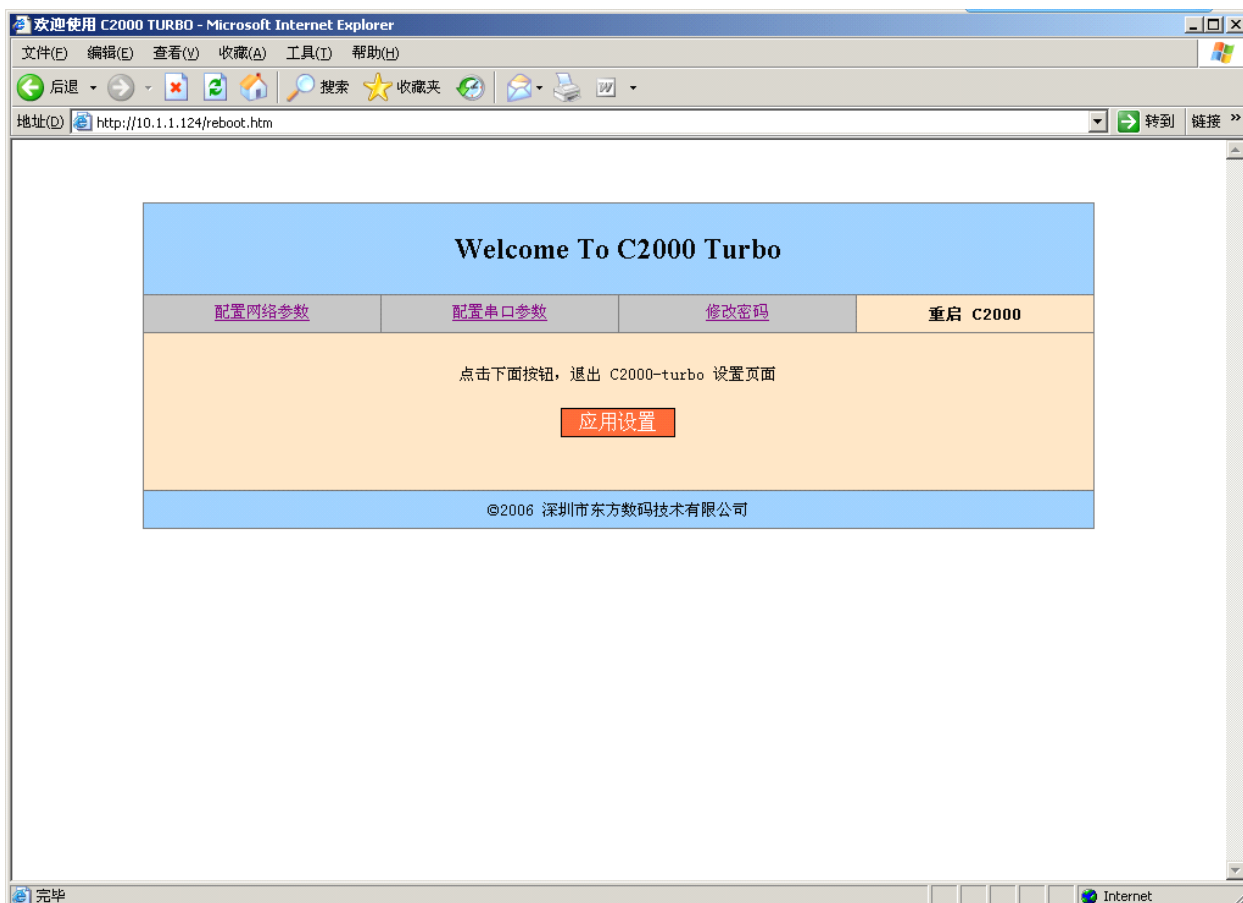 欢迎使用 C2000 TURBO - Microsoft Internet Explorer
文件(F) 编辑(E) 查看(V) 收藏(A) 工具(T) 帮助(H)
后退 搜索 收藏夹
地址(D) http://10.1.1.124/reboot.htm 转到 链接 »
Welcome To C2000 Turbo
配置网络参数 配置串口参数 修改密码 重启 C2000
点击下面按钮，退出 C2000-turbo 设置页面
应用设置
©2006 深圳市东方数码技术有限公司
完毕 Internet